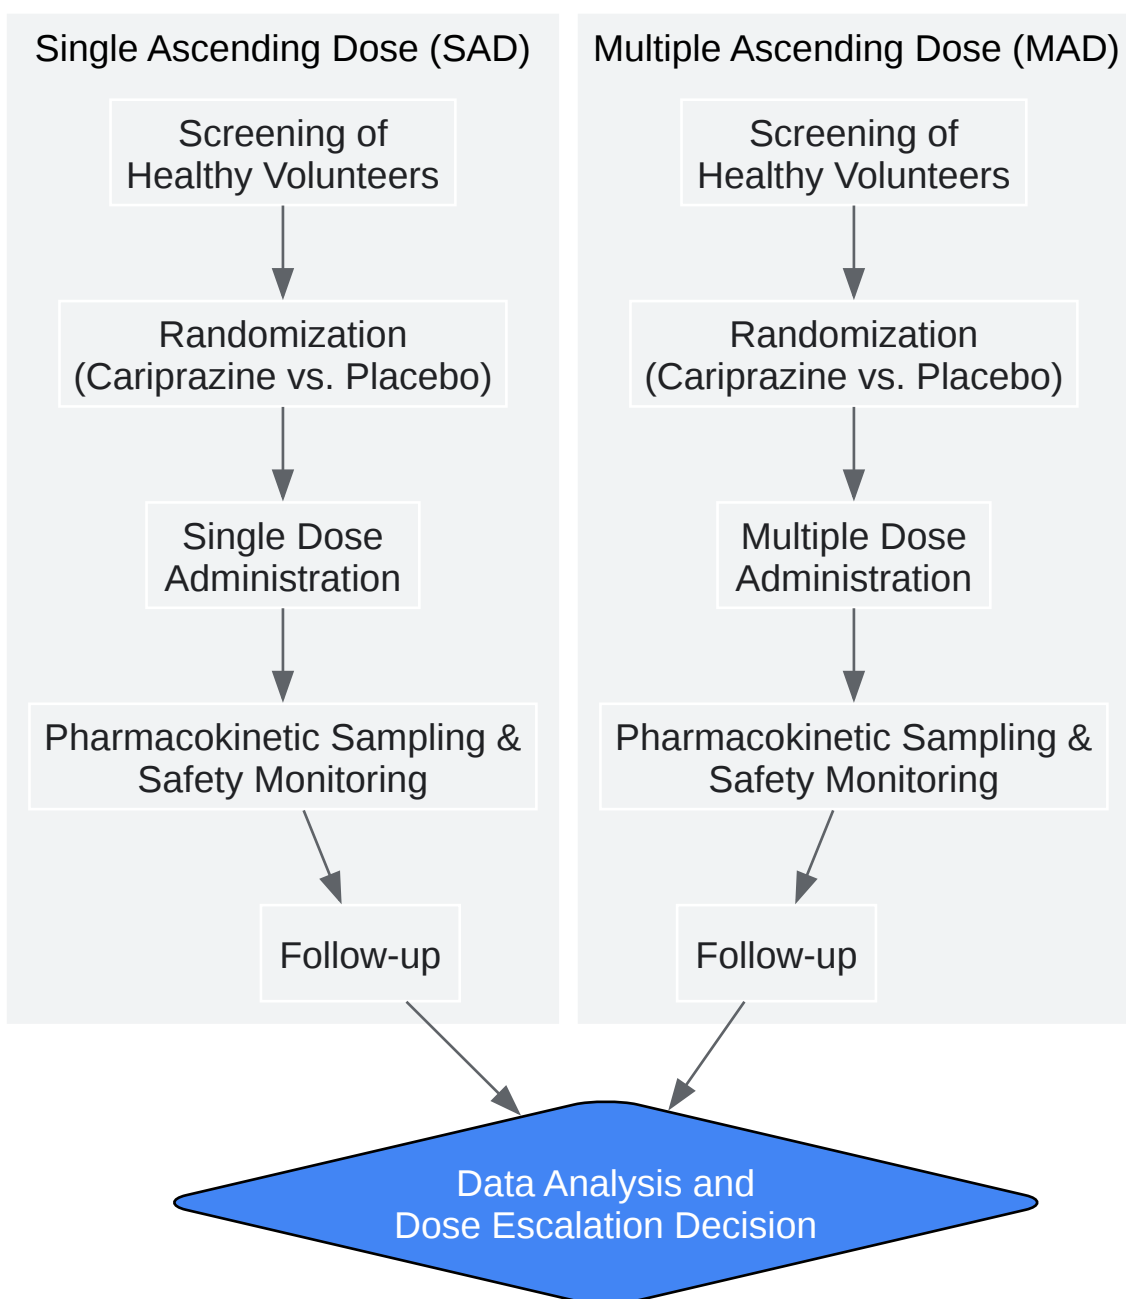 Single Ascending Dose (SAD)
Screening of
Healthy Volunteers
Randomization
(Cariprazine vs. Placebo)
Single Dose
Administration
Pharmacokinetic Sampling &
Safety Monitoring
Follow-up
Multiple Ascending Dose (MAD)
Screening of
Healthy Volunteers
Randomization
(Cariprazine vs. Placebo)
Multiple Dose
Administration
Pharmacokinetic Sampling &
Safety Monitoring
Follow-up
Data Analysis and
Dose Escalation Decision